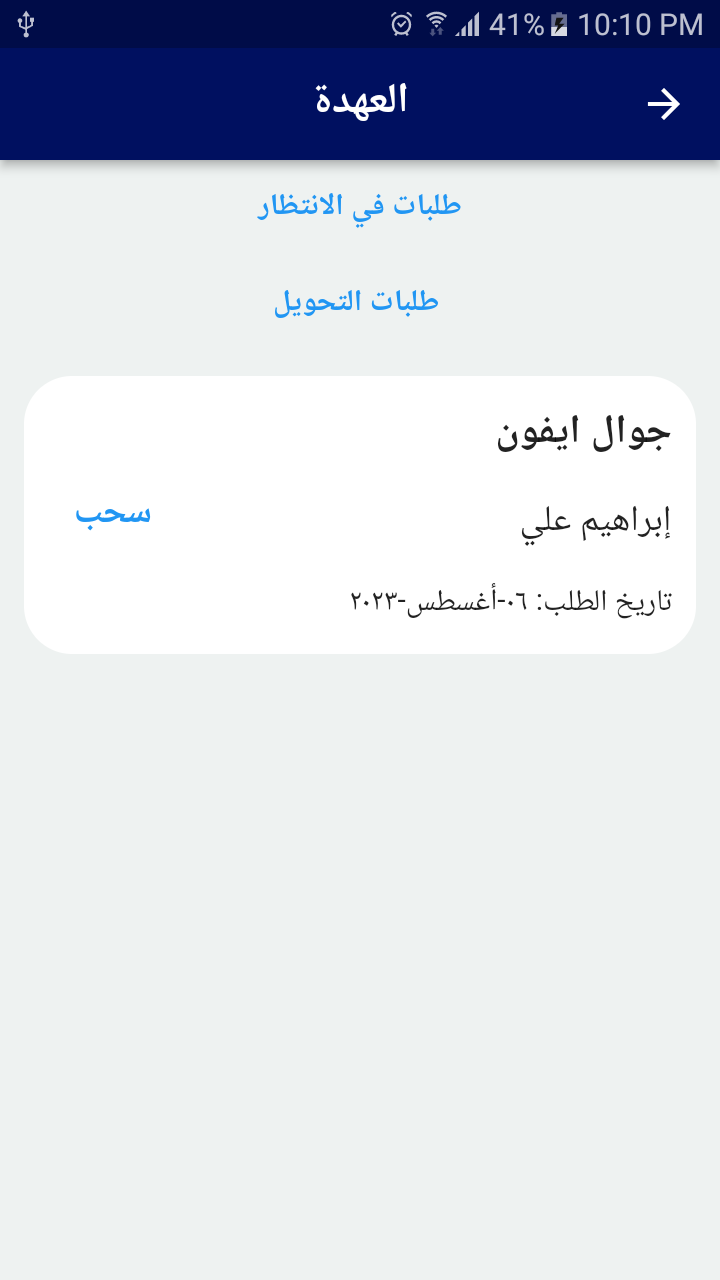 41% 10:10 PM
العهدة
طلبات في الانتظار
طلبات التحويل
جوال ايفون
إبراهيم علي
سحب
تاريخ الطلب: ٠٦-أغسطس-٢٠٢٣